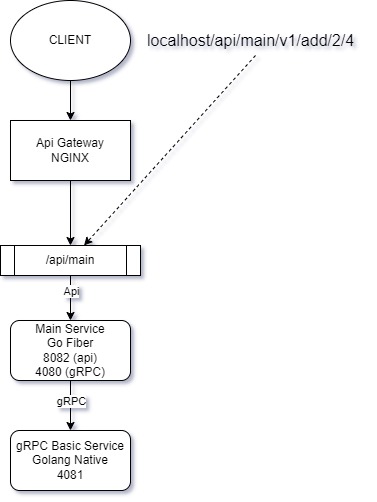 CLIENT
localhost/api/main/v1/add/2/4
Api Gateway
NGINX
/api/main
Api
Main Service
Go Fiber
8082 (api)
4080 (gRPC)
gRPC
gRPC Basic Service
Golang Native
4081